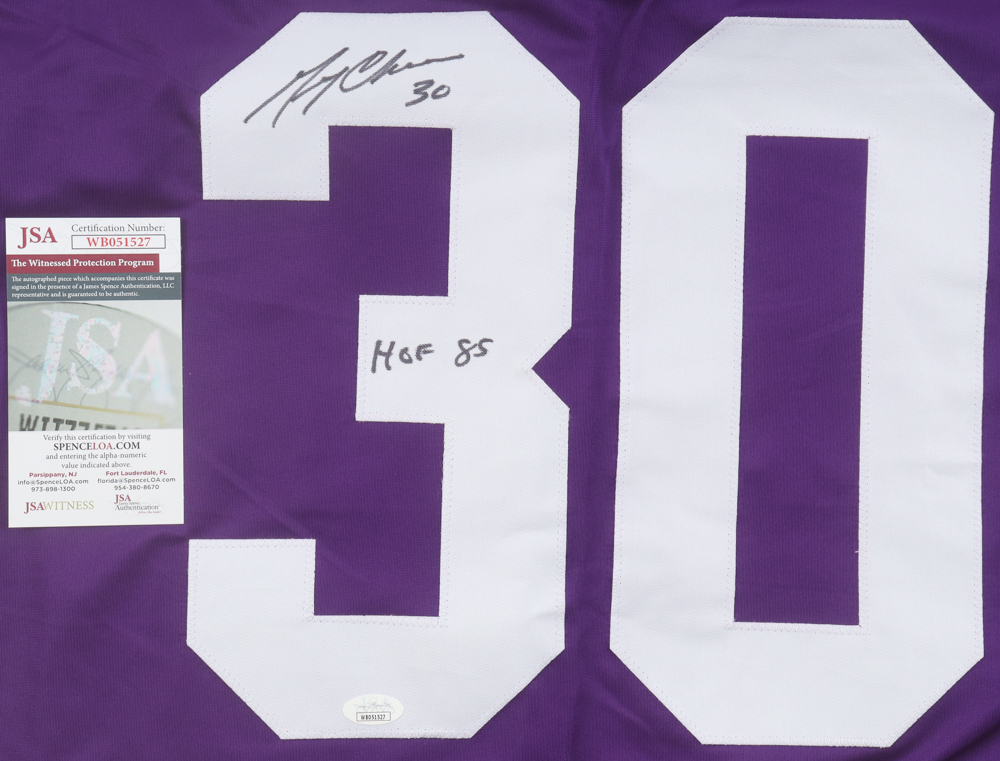 30
30
HOF 85
JSA
Certification Number:
WB051527
The Witnessed Protection Program
The autographed piece which accompanies this certificate was
signed in the presence of a James Spence Authentication, LLC
representative and is guaranteed to be authentic.
JSA
Verify this certification by visiting
SPENCELOA.COM
and entering the alpha-numeric
value indicated above.
Parsippany, NJ
info@SpenceLOA.com
973-898-1300
Fort Lauderdale, FL
florida@SpenceLOA.com
954-380-8670
JSAWITNESS
JSA
Authentication
WB051527